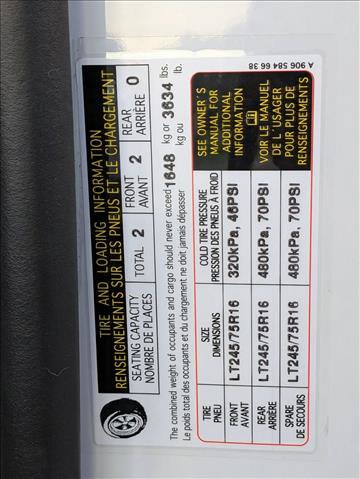 A 906 584 66 38
TIRE AND LOADING INFORMATION
RENSEIGNEMENTS SUR LES PNEUS ET LE CHARGEMENT
SEATING CAPACITY
NOMBRE DE PLACES
TOTAL 2
FRONT
AVANT 2
REAR
ARRIÈRE 0
The combined weight of occupants and cargo should never exceed 1648 kg or 3634 lbs.
Le poids total des occupants et du chargement ne doit jamais dépasser kg ou lb.
TIRE
PNEU
SIZE
DIMENSIONS
COLD TIRE PRESSURE
PRESSION DES PNEUS À FROID
FRONT
AVANT
LT245/75R16
320kPa, 46PSI
REAR
ARRIÈRE
LT245/75R16
480kPa, 70PSI
SPARE
DE SECOURS
LT245/75R16
480kPa, 70PSI
SEE OWNER'S
MANUAL FOR
ADDITIONAL
INFORMATION
VOIR LE MANUEL
DE L'USAGER
POUR PLUS DE
RENSEIGNEMENTS